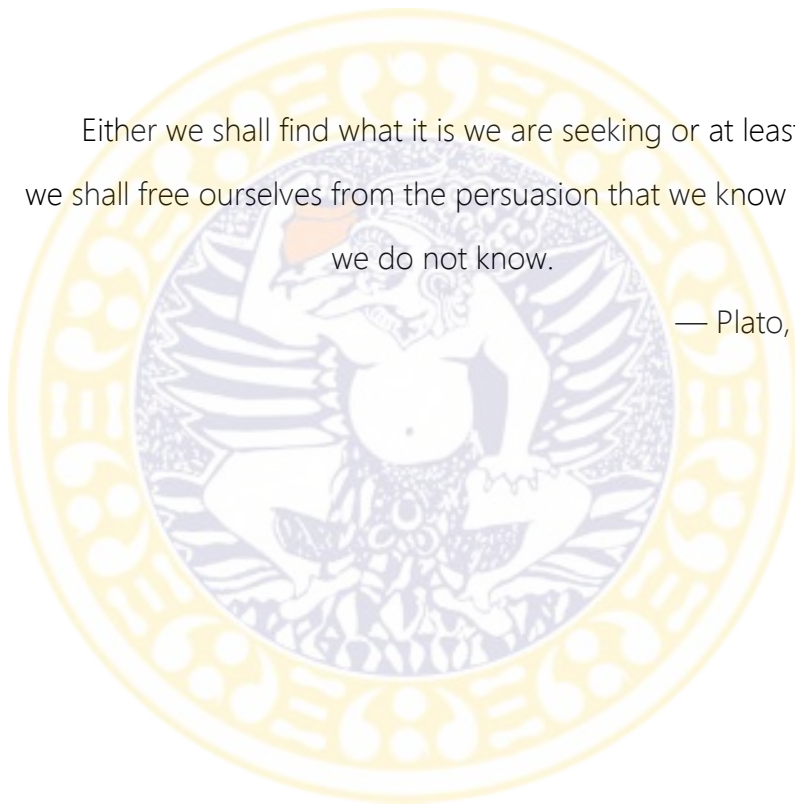 Either we shall find what it is we are seeking or at least
we shall free ourselves from the persuasion that we know
we do not know.
— Plato,